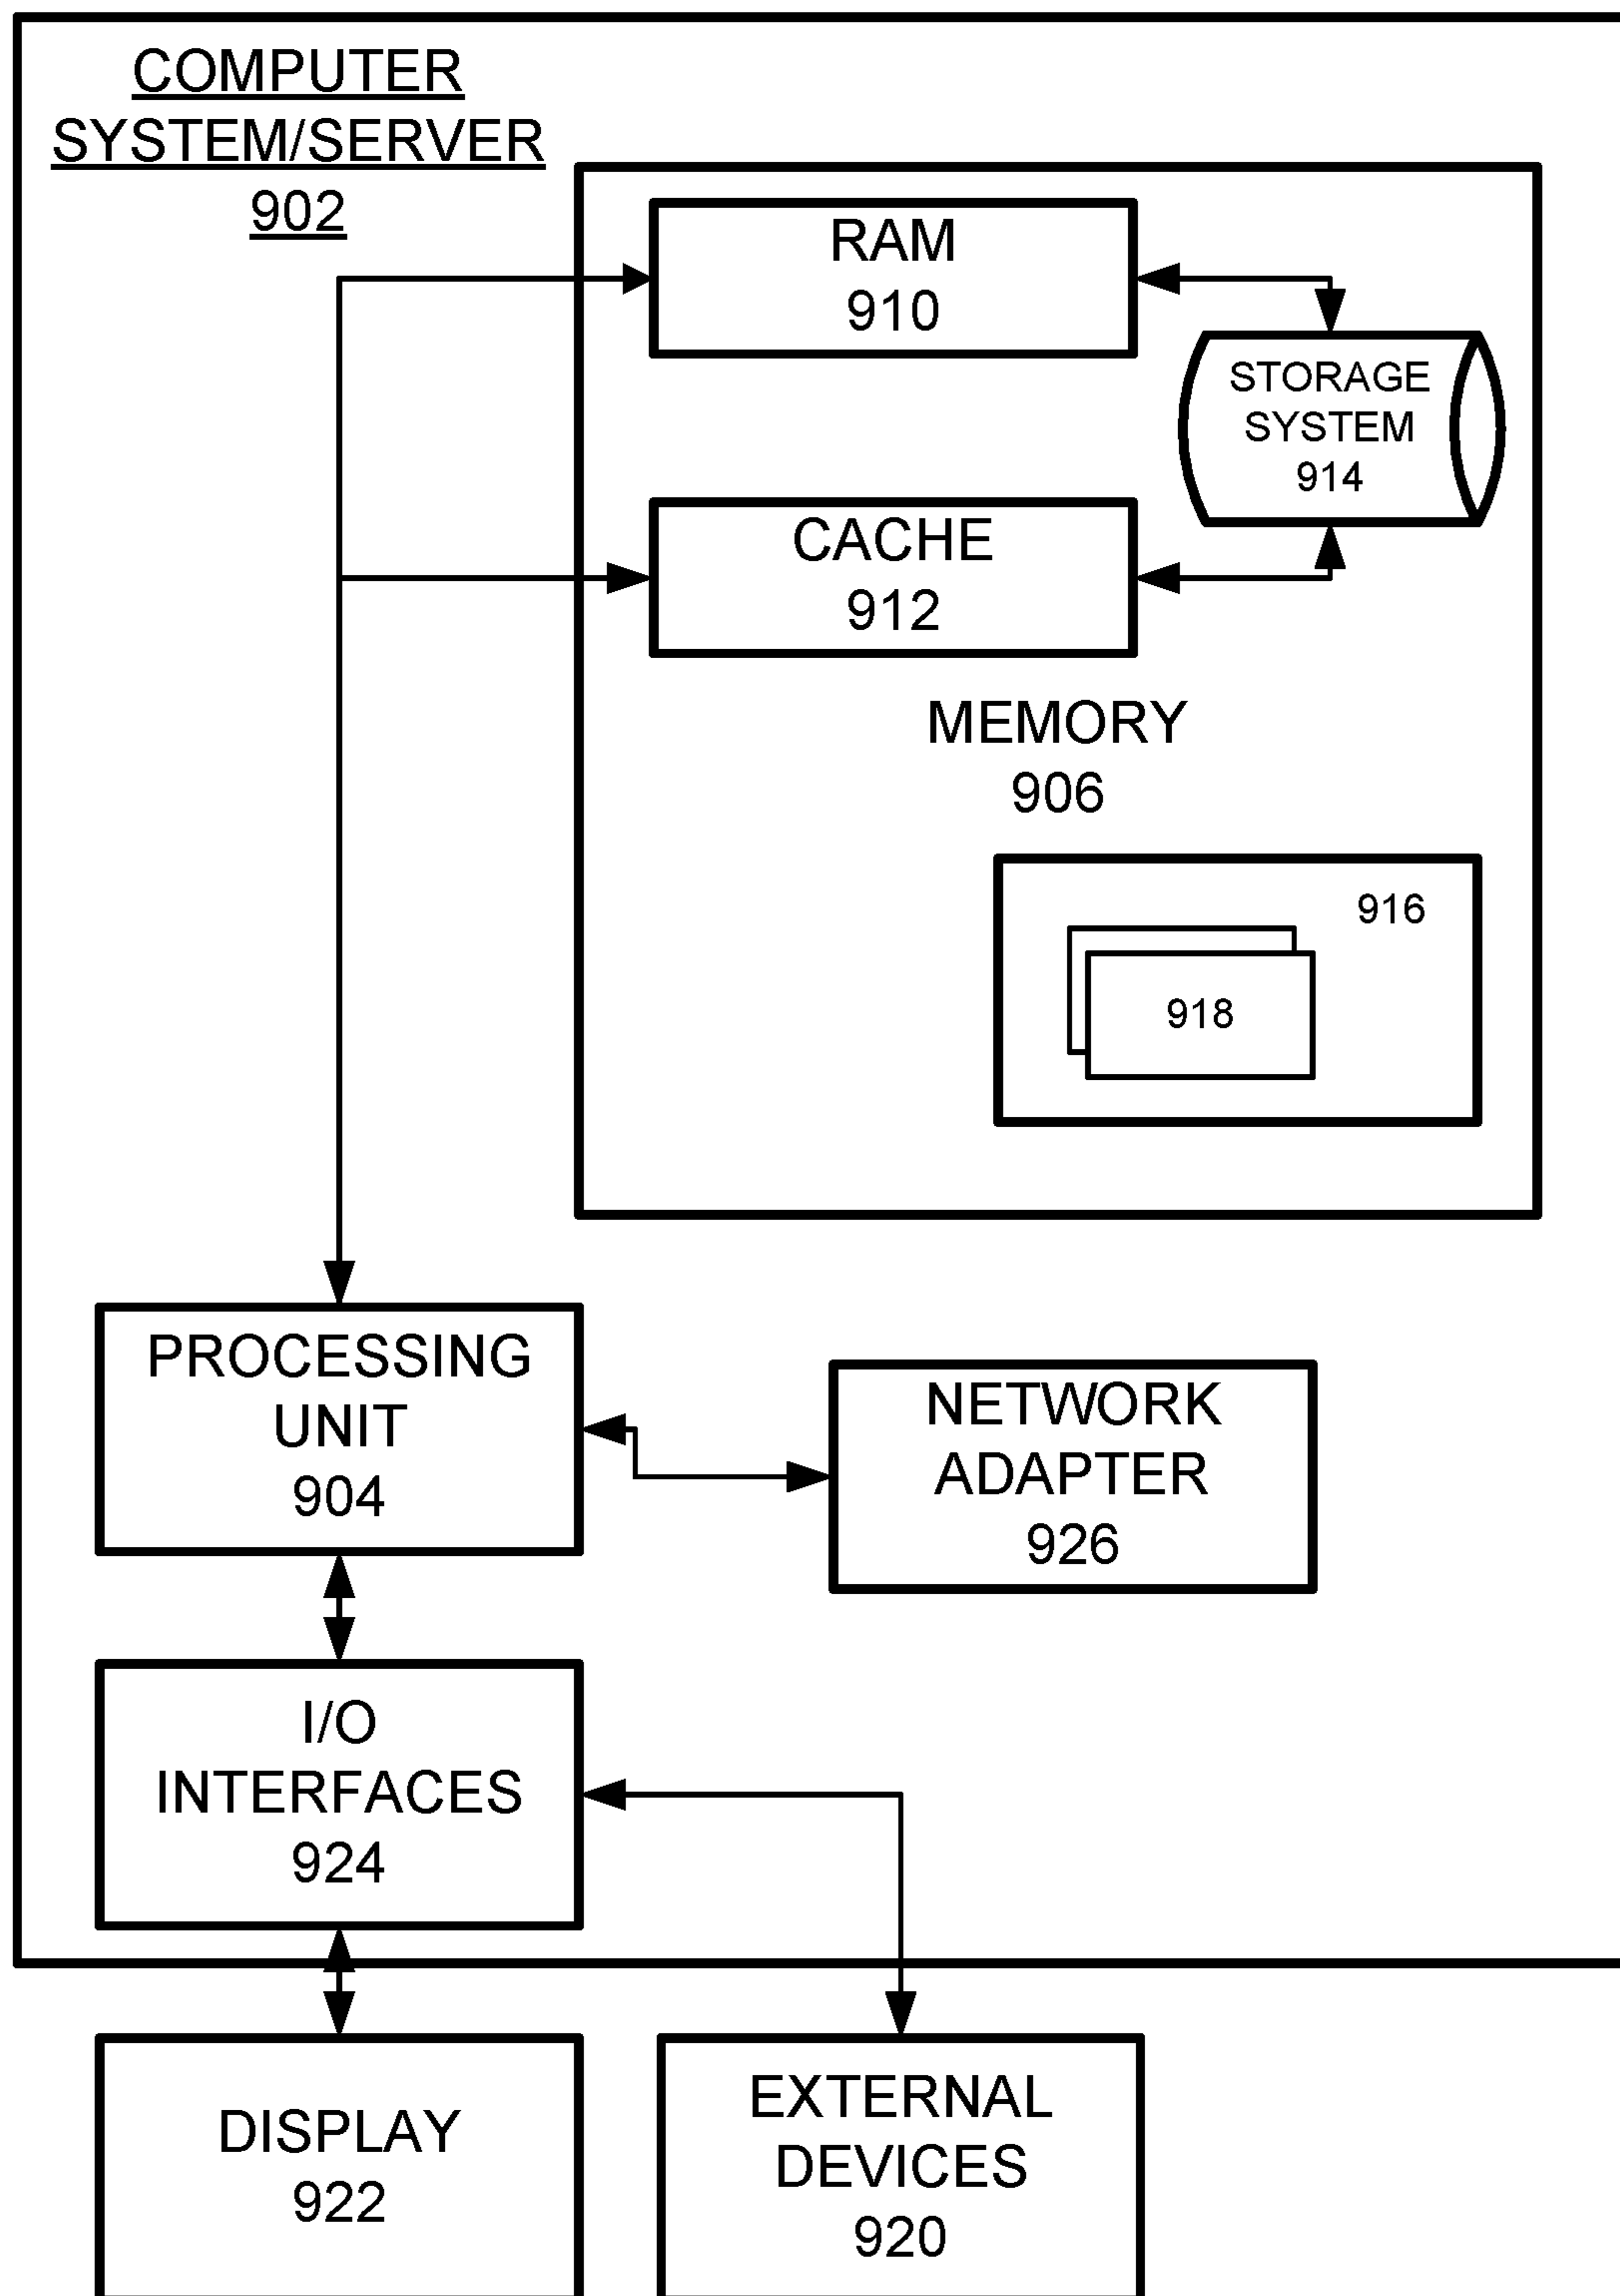 COMPUTER
SYSTEM/SERVER
902
RAM
910
STORAGE
SYSTEM
914
CACHE
912
MEMORY
906
916
918
PROCESSING
UNIT
904
NETWORK
ADAPTER
926
I/O
INTERFACES
924
DISPLAY
922
EXTERNAL
DEVICES
920